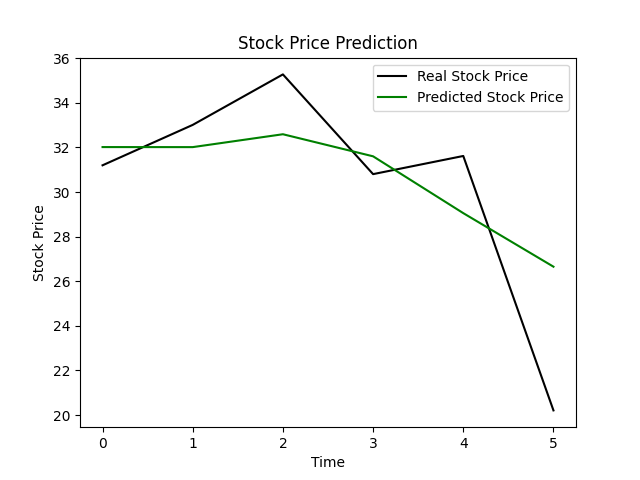 Stock Price Prediction
Real Stock Price
Predicted Stock Price
Stock Price
36
34
32
30
28
26
24
22
20
0 1 2 3 4 5
Time